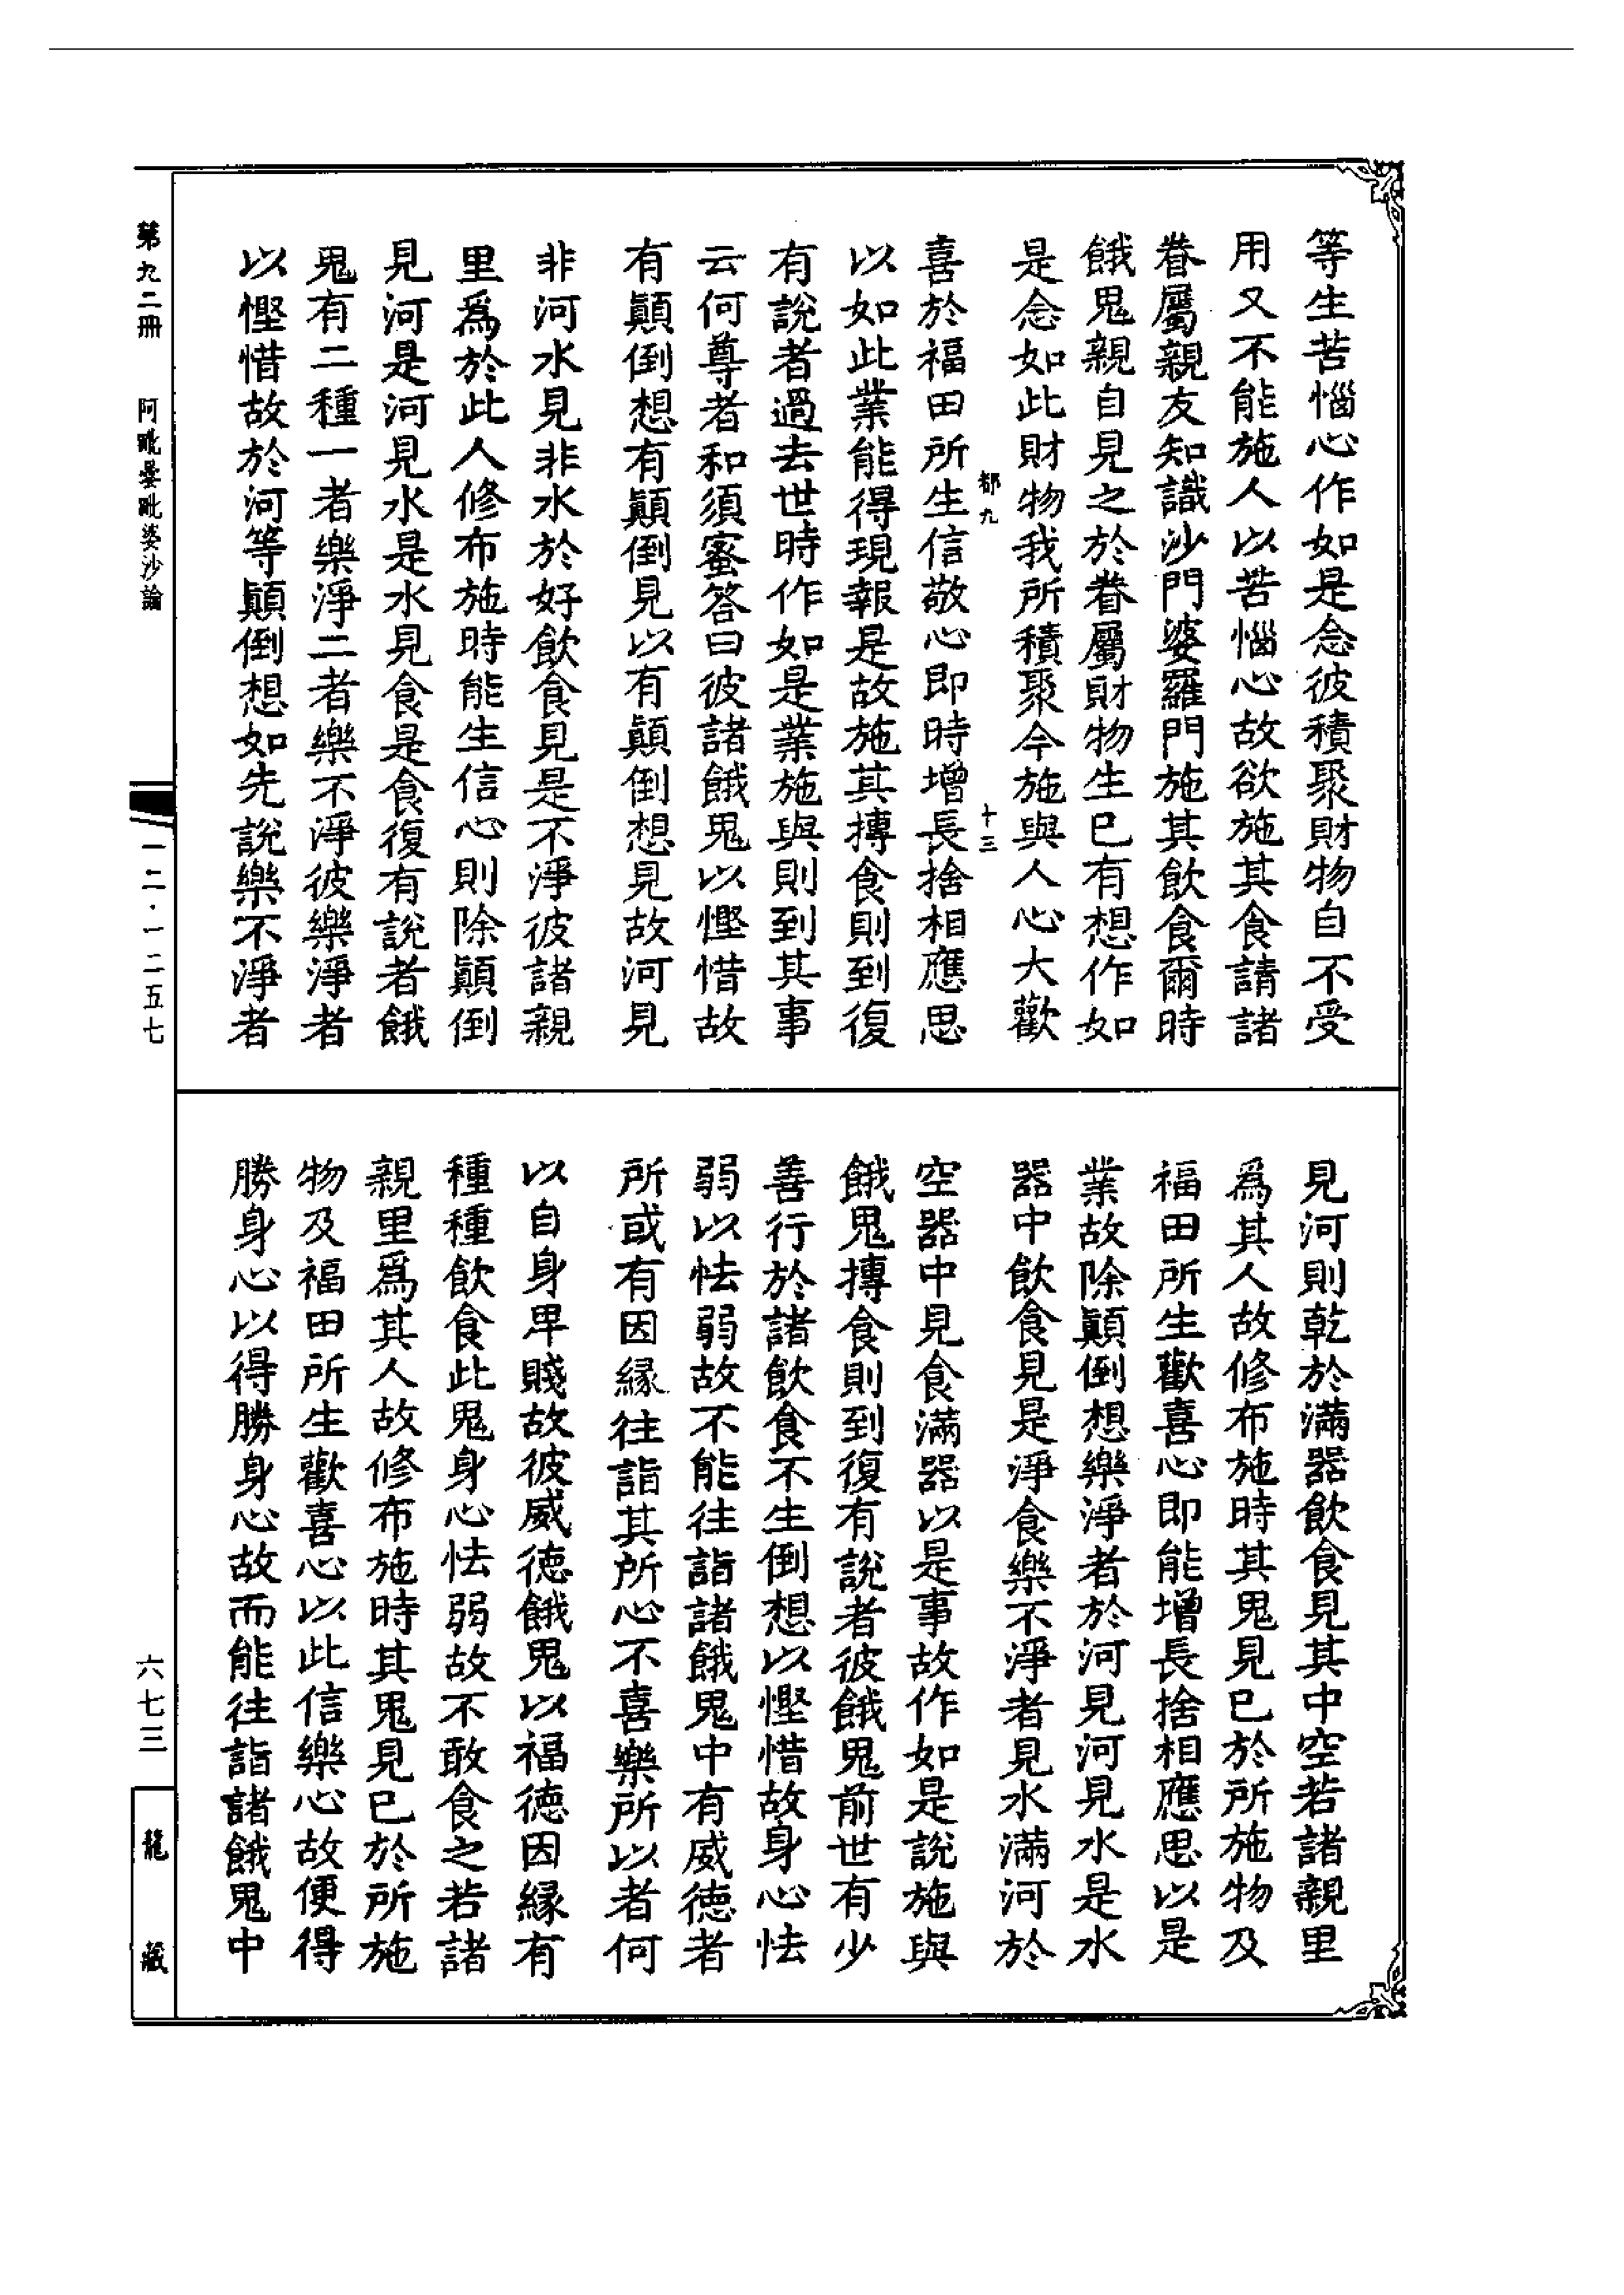 等生苦惱心作如是念彼積聚財物自不受
用又不能施人以苦惱心故欲施其食請諸
眷屬親友知識沙門婆羅門施其飲食爾時
餓鬼親自見之於眷屬財物生已有想作如
是念如此財物我所積聚今施與人心大歡
都九 十三
喜於福田所生信敬心即時增長捨相應思
以如此業能得現報是故施其摶食則到復
有說者過去世時作如是業施與則到其事
云何尊者和須蜜答曰彼諸餓鬼以慳惜故
有顛倒想有顛倒見以有顛倒想見故河見
非河水見非水於好飲食見是不淨彼諸親
里爲於此人修布施時能生信心則除顛倒
見河是河見水是水見食是食復有說者餓
鬼有二種一者樂淨二者樂不淨彼樂淨者
以慳惜故於河等顛倒想如先說樂不淨者
見河則乾於滿器飲食見其中空若諸親里
爲其人故修布施時其鬼見已於所施物及
福田所生歡喜心即能增長捨相應思以是
業故除顛倒想樂淨者於河見河見水是水
器中飲食見是淨食樂不淨者見水滿河於
空器中見食滿器以是事故作如是說施與
餓鬼摶食則到復有說者彼餓鬼前世有少
善行於諸飲食不生倒想以慳惜故身心怯
弱以怯弱故不能往詣諸餓鬼中有威德者
所或有因緣往詣其所心不喜樂所以者何
以自身卑賤故彼威德餓鬼以福德因緣有
種種飲食此鬼身心怯弱故不敢食之若諸
親里爲其人故修布施時其鬼見已於所施
物及福田所生歡喜心以此信樂心故便得
勝身心以得勝身心故而能往詣諸餓鬼中
第九二冊 阿毗曇毗婆沙論 一二·一二五七 六七三 龍藏